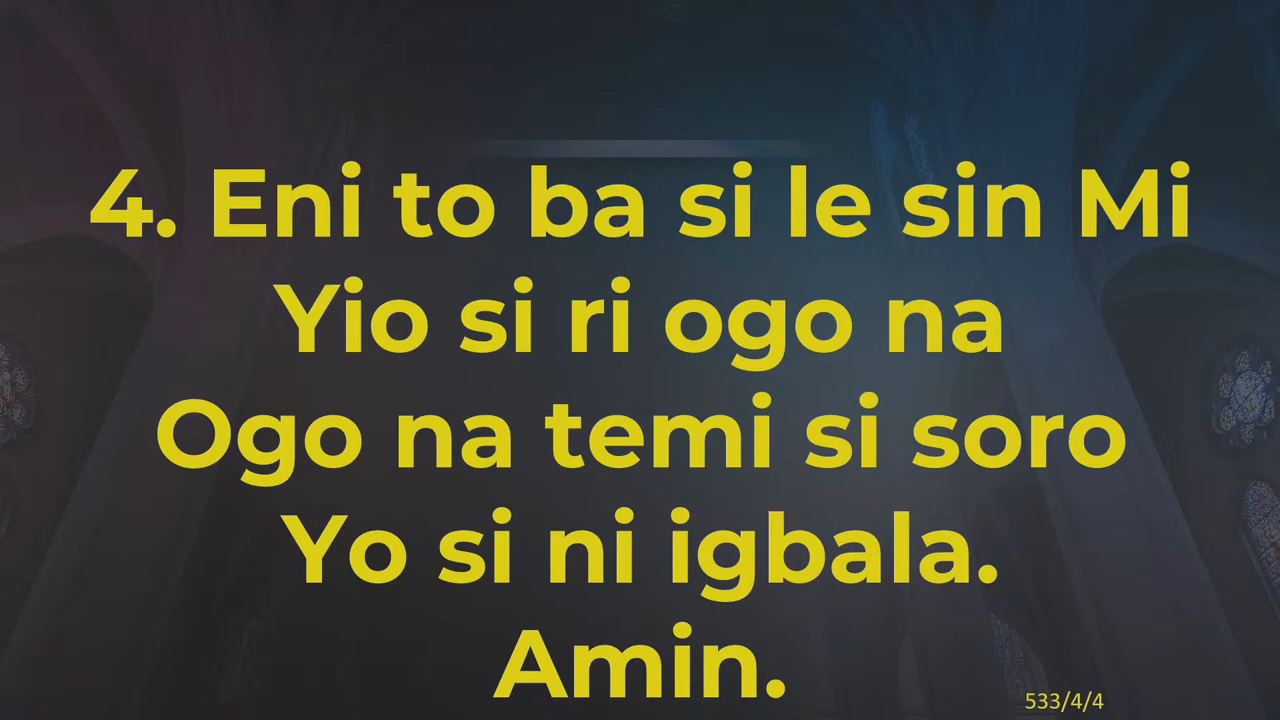 4. Eni to ba si le sin Mi
Yio si ri ogo na
Ogo na temi si soro
Yo si ni igbala.
Amin.
533/4/4